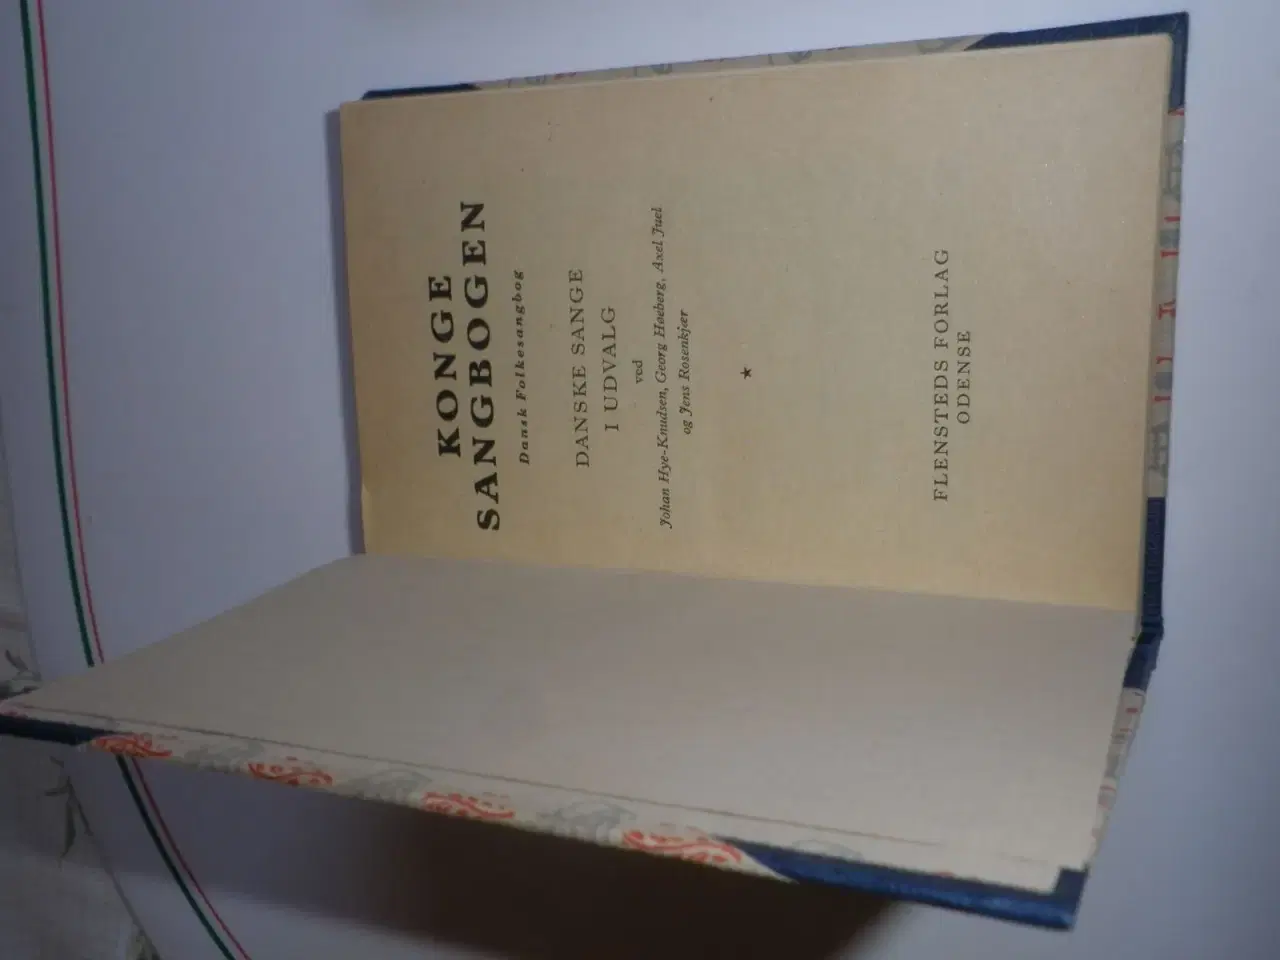 KONGE
SANGBOGEN
Dansk Folkesangbog
DANSKE SANGE
I UDVALG
ved
Johan Hye-Knudsen, Georg Høeberg, Axel Juel
og Jens Rosenkjær
FLENSTEDS FORLAG
ODENSE